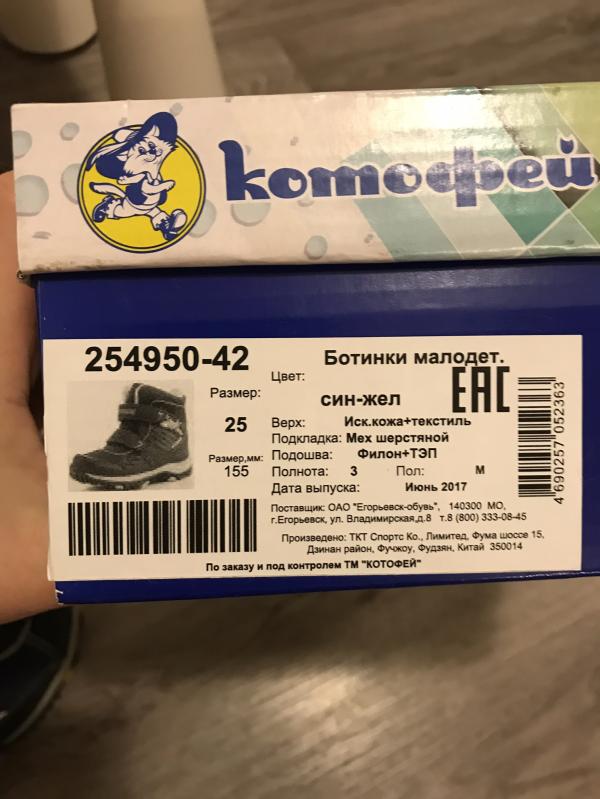 котофей
254950-42
Ботинки малодет.
Размер:
Цвет:
син-жел
EAC
25
Верх: Иск.кожа+текстиль
Подкладка: Мех шерстяной
Размер,мм:
155
Подошва: Филон+ТЭП
Полнота: 3 Пол: М
Дата выпуска: Июнь 2017
4690257052363
Поставщик: ОАО "Егорьевск-обувь", 140300 МО,
г.Егорьевск, ул. Владимирская,д.8 т.8 (800) 333-08-45
Произведено: ТКТ Спортс Ко., Лимитед, Фума шоссе 15,
Дзинан район, Фучжоу, Фудзян, Китай 350014
По заказу и под контролем ТМ "КОТОФЕЙ"